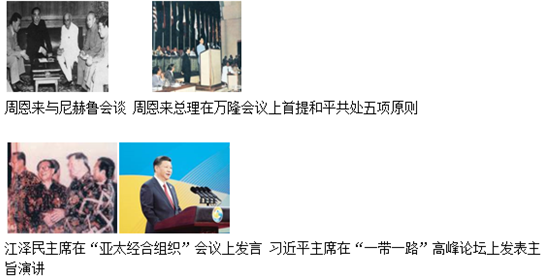 周恩来与尼赫鲁会谈 周恩来总理在万隆会议上首提和平共处五项原则
江泽民主席在“亚太经合组织”会议上发言 习近平主席在“一带一路”高峰论坛上发表主
旨演讲